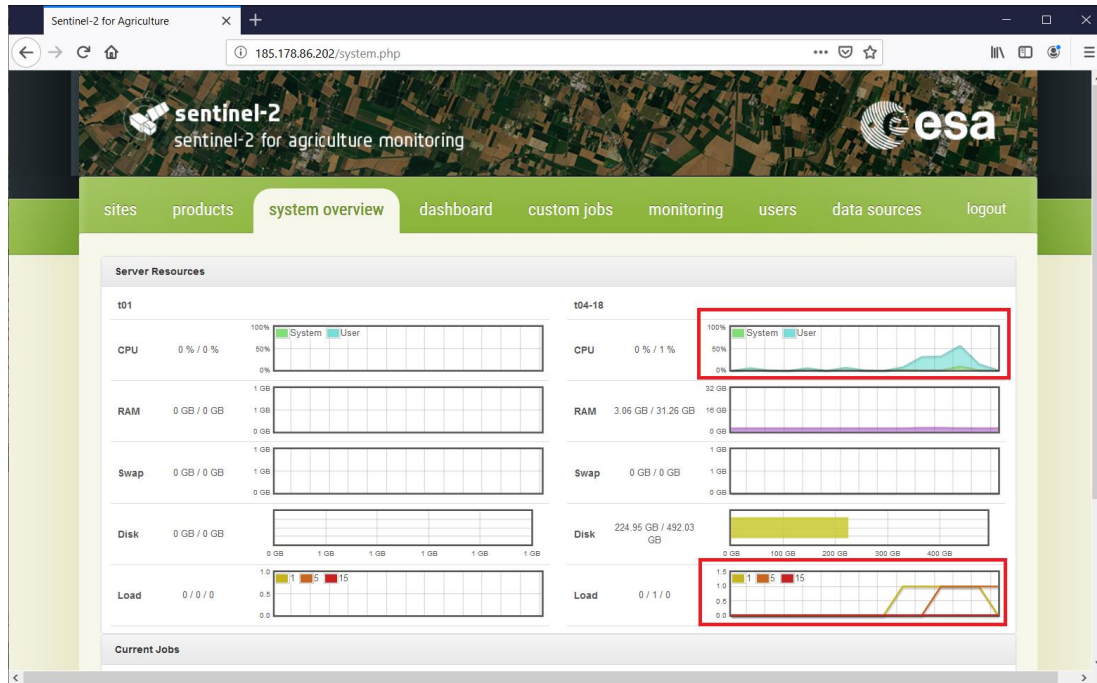 Sentinel-2 for Agriculture
185.178.86.202/system.php
sentinel-2
sentinel-2 for agriculture monitoring
esa
sites products system overview dashboard custom jobs monitoring users data sources logout
Server Resources
t01
CPU 0 % / 0 %
100%
50%
0%
System User
RAM 0 GB / 0 GB
1 GB
1 GB
0 GB
Swap 0 GB / 0 GB
1 GB
1 GB
0 GB
Disk 0 GB / 0 GB
0 GB 1 GB 1 GB 1 GB 1 GB 1 GB
Load 0 / 0 / 0
1.0
0.5
0.0
1 5 15
t04-18
CPU 0 % / 1 %
100%
50%
0%
System User
RAM 3.06 GB / 31.26 GB
32 GB
16 GB
0 GB
Swap 0 GB / 0 GB
1 GB
1 GB
0 GB
Disk 224.95 GB / 492.03
GB
0 GB 100 GB 200 GB 300 GB 400 GB
Load 0 / 1 / 0
1.5
1.0
0.5
0.0
1 5 15
Current Jobs